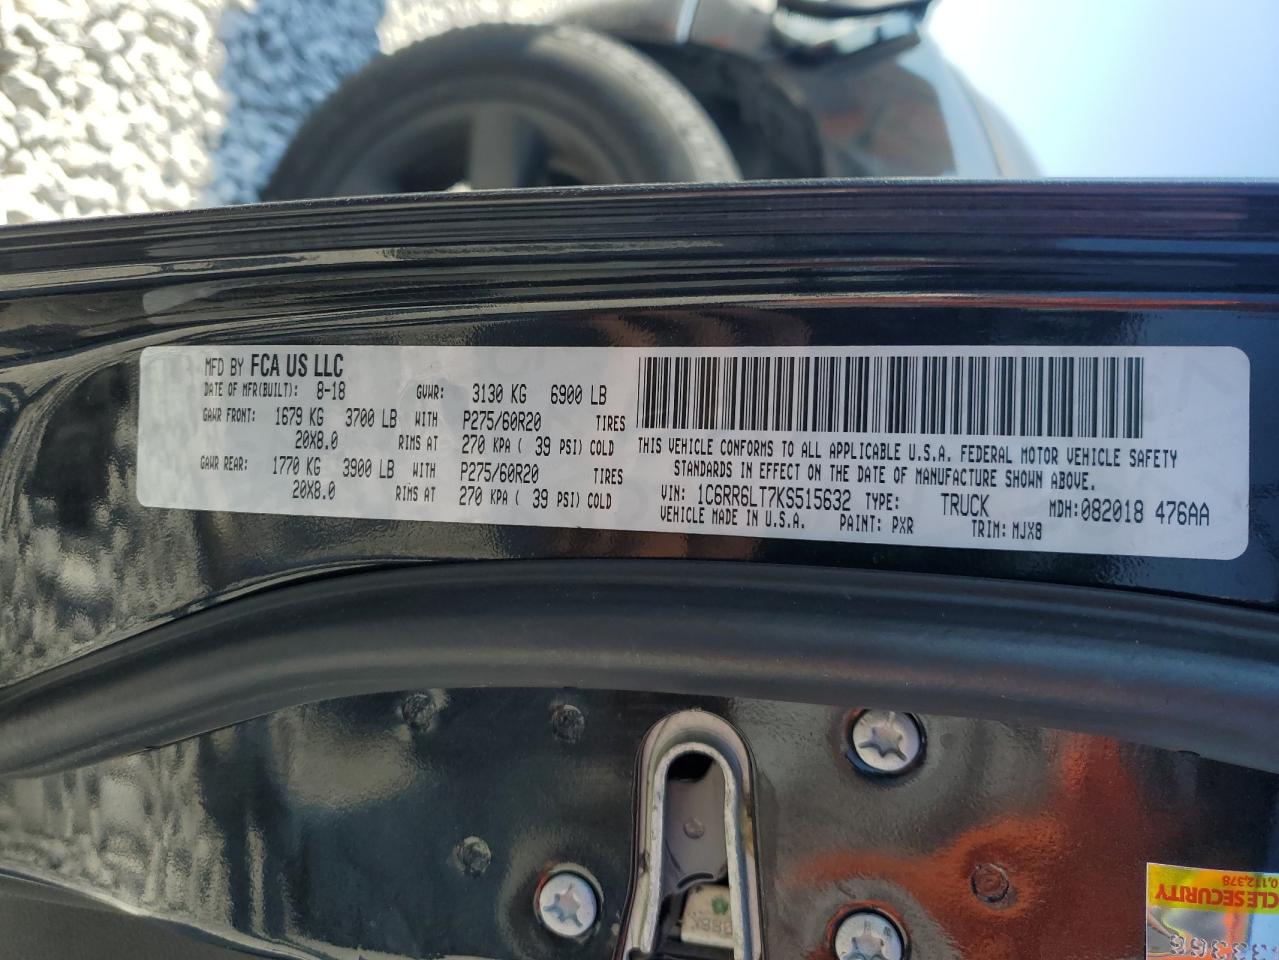 MFD BY FCA US LLC
DATE OF MFR(BUILT): 8-18 GVWR: 3130 KG 6900 LB
GAWR FRONT: 1679 KG 3700 LB WITH P275/60R20 TIRES
20X8.0 RIMS AT 270 KPA ( 39 PSI) COLD
GAWR REAR: 1770 KG 3900 LB WITH P275/60R20 TIRES
20X8.0 RIMS AT 270 KPA ( 39 PSI) COLD
THIS VEHICLE CONFORMS TO ALL APPLICABLE U.S.A. FEDERAL MOTOR VEHICLE SAFETY
STANDARDS IN EFFECT ON THE DATE OF MANUFACTURE SHOWN ABOVE.
VIN: 1C6RR6LT7KS515632 TYPE: TRUCK MDH: 082018 476AA
VEHICLE MADE IN U.S.A. PAINT: PXR TRIM: MJX8
CLESECURITY
0,112,378